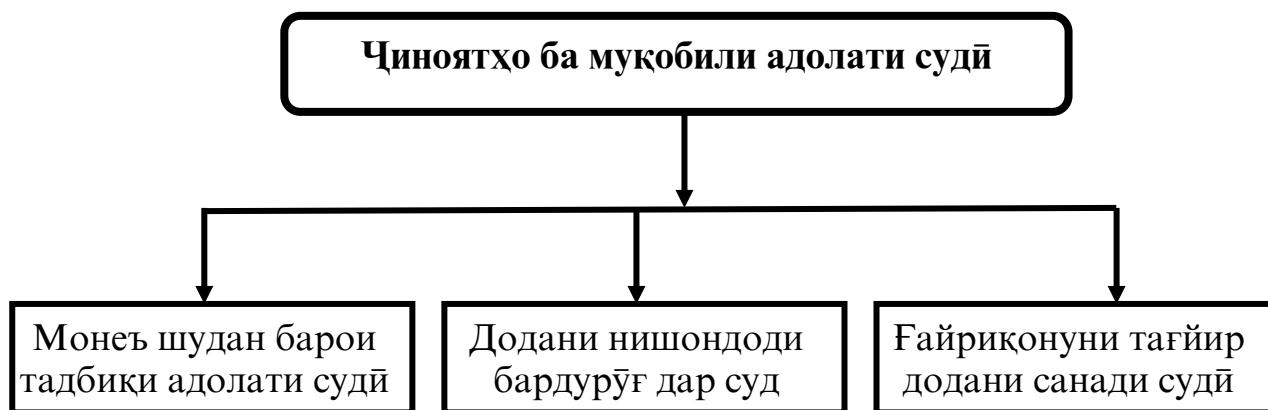 Ҷиноятҳо ба муқобили адолати судӣ
Монеъ шудан барои
тадбиқи адолати судӣ
Додани нишондоди
бардурӯғ дар суд
Ғайриқонуни тағйир
додани санади судӣ